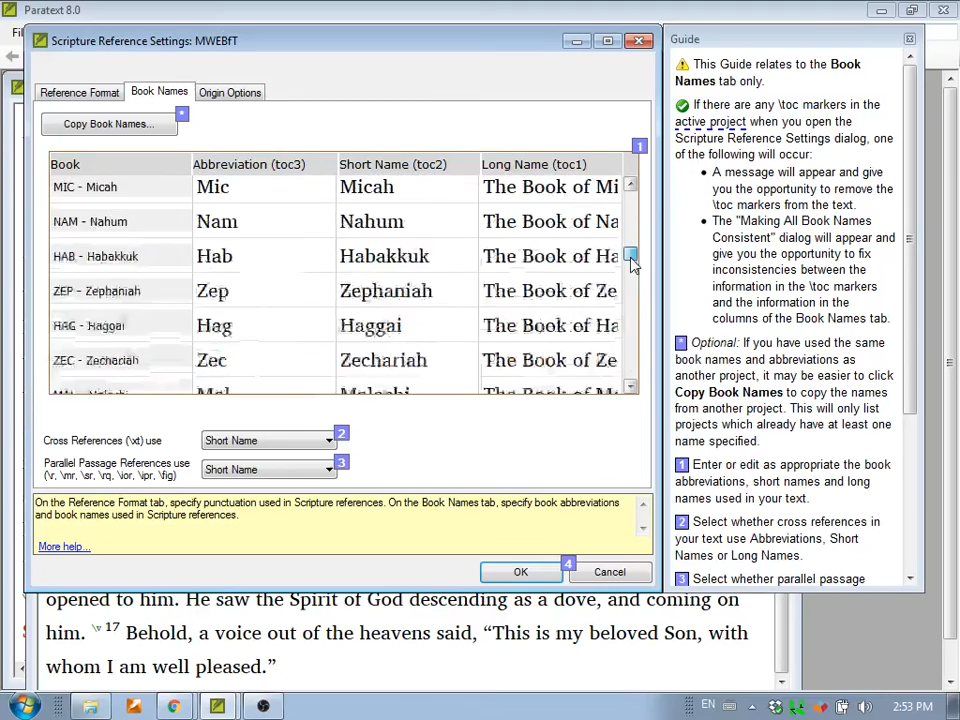 Paratext 8.0
Scripture Reference Settings: MWEBfT
Guide
Reference Format
Book Names
Origin Options
Copy Book Names...
*
1
Book
Abbreviation (toc3)
Short Name (toc2)
Long Name (toc1)
MIC - Micah
Mic
Micah
The Book of Mi
NAM - Nahum
Nam
Nahum
The Book of Na
HAB - Habakkuk
Hab
Habakkuk
The Book of Ha
ZEP - Zephaniah
Zep
Zephaniah
The Book of Ze
HAG - Haggai
Hag
Haggai
The Book of Ha
ZEC - Zechariah
Zec
Zechariah
The Book of Ze
Cross References (\xt) use
Short Name
2
Parallel Passage References use
(\r, \mr, \sr, \rq, \ior, \ipr, \fig)
Short Name
3
On the Reference Format tab, specify punctuation used in Scripture references. On the Book Names tab, specify book abbreviations
and book names used in Scripture references.
More help...
4
OK
Cancel
This Guide relates to the Book
Names tab only.
If there are any \toc markers in the
active project when you open the
Scripture Reference Settings dialog, one
of the following will occur:
• A message will appear and give
you the opportunity to remove the
\toc markers from the text.
• The "Making All Book Names
Consistent" dialog will appear and
give you the opportunity to fix
inconsistencies between the
information in the \toc markers
and the information in the
columns of the Book Names tab.
* Optional: If you have used the same
book names and abbreviations as
another project, it may be easier to click
Copy Book Names to copy the names
from another project. This will only list
projects which already have at least one
name specified.
1 Enter or edit as appropriate the book
abbreviations, short names and long
names used in your text.
2 Select whether cross references in
your text use Abbreviations, Short
Names or Long Names.
3 Select whether parallel passage
opened to him. He saw the Spirit of God descending as a dove, and coming on
him. \v 17 Behold, a voice out of the heavens said, “This is my beloved Son, with
whom I am well pleased.”
EN
2:53 PM